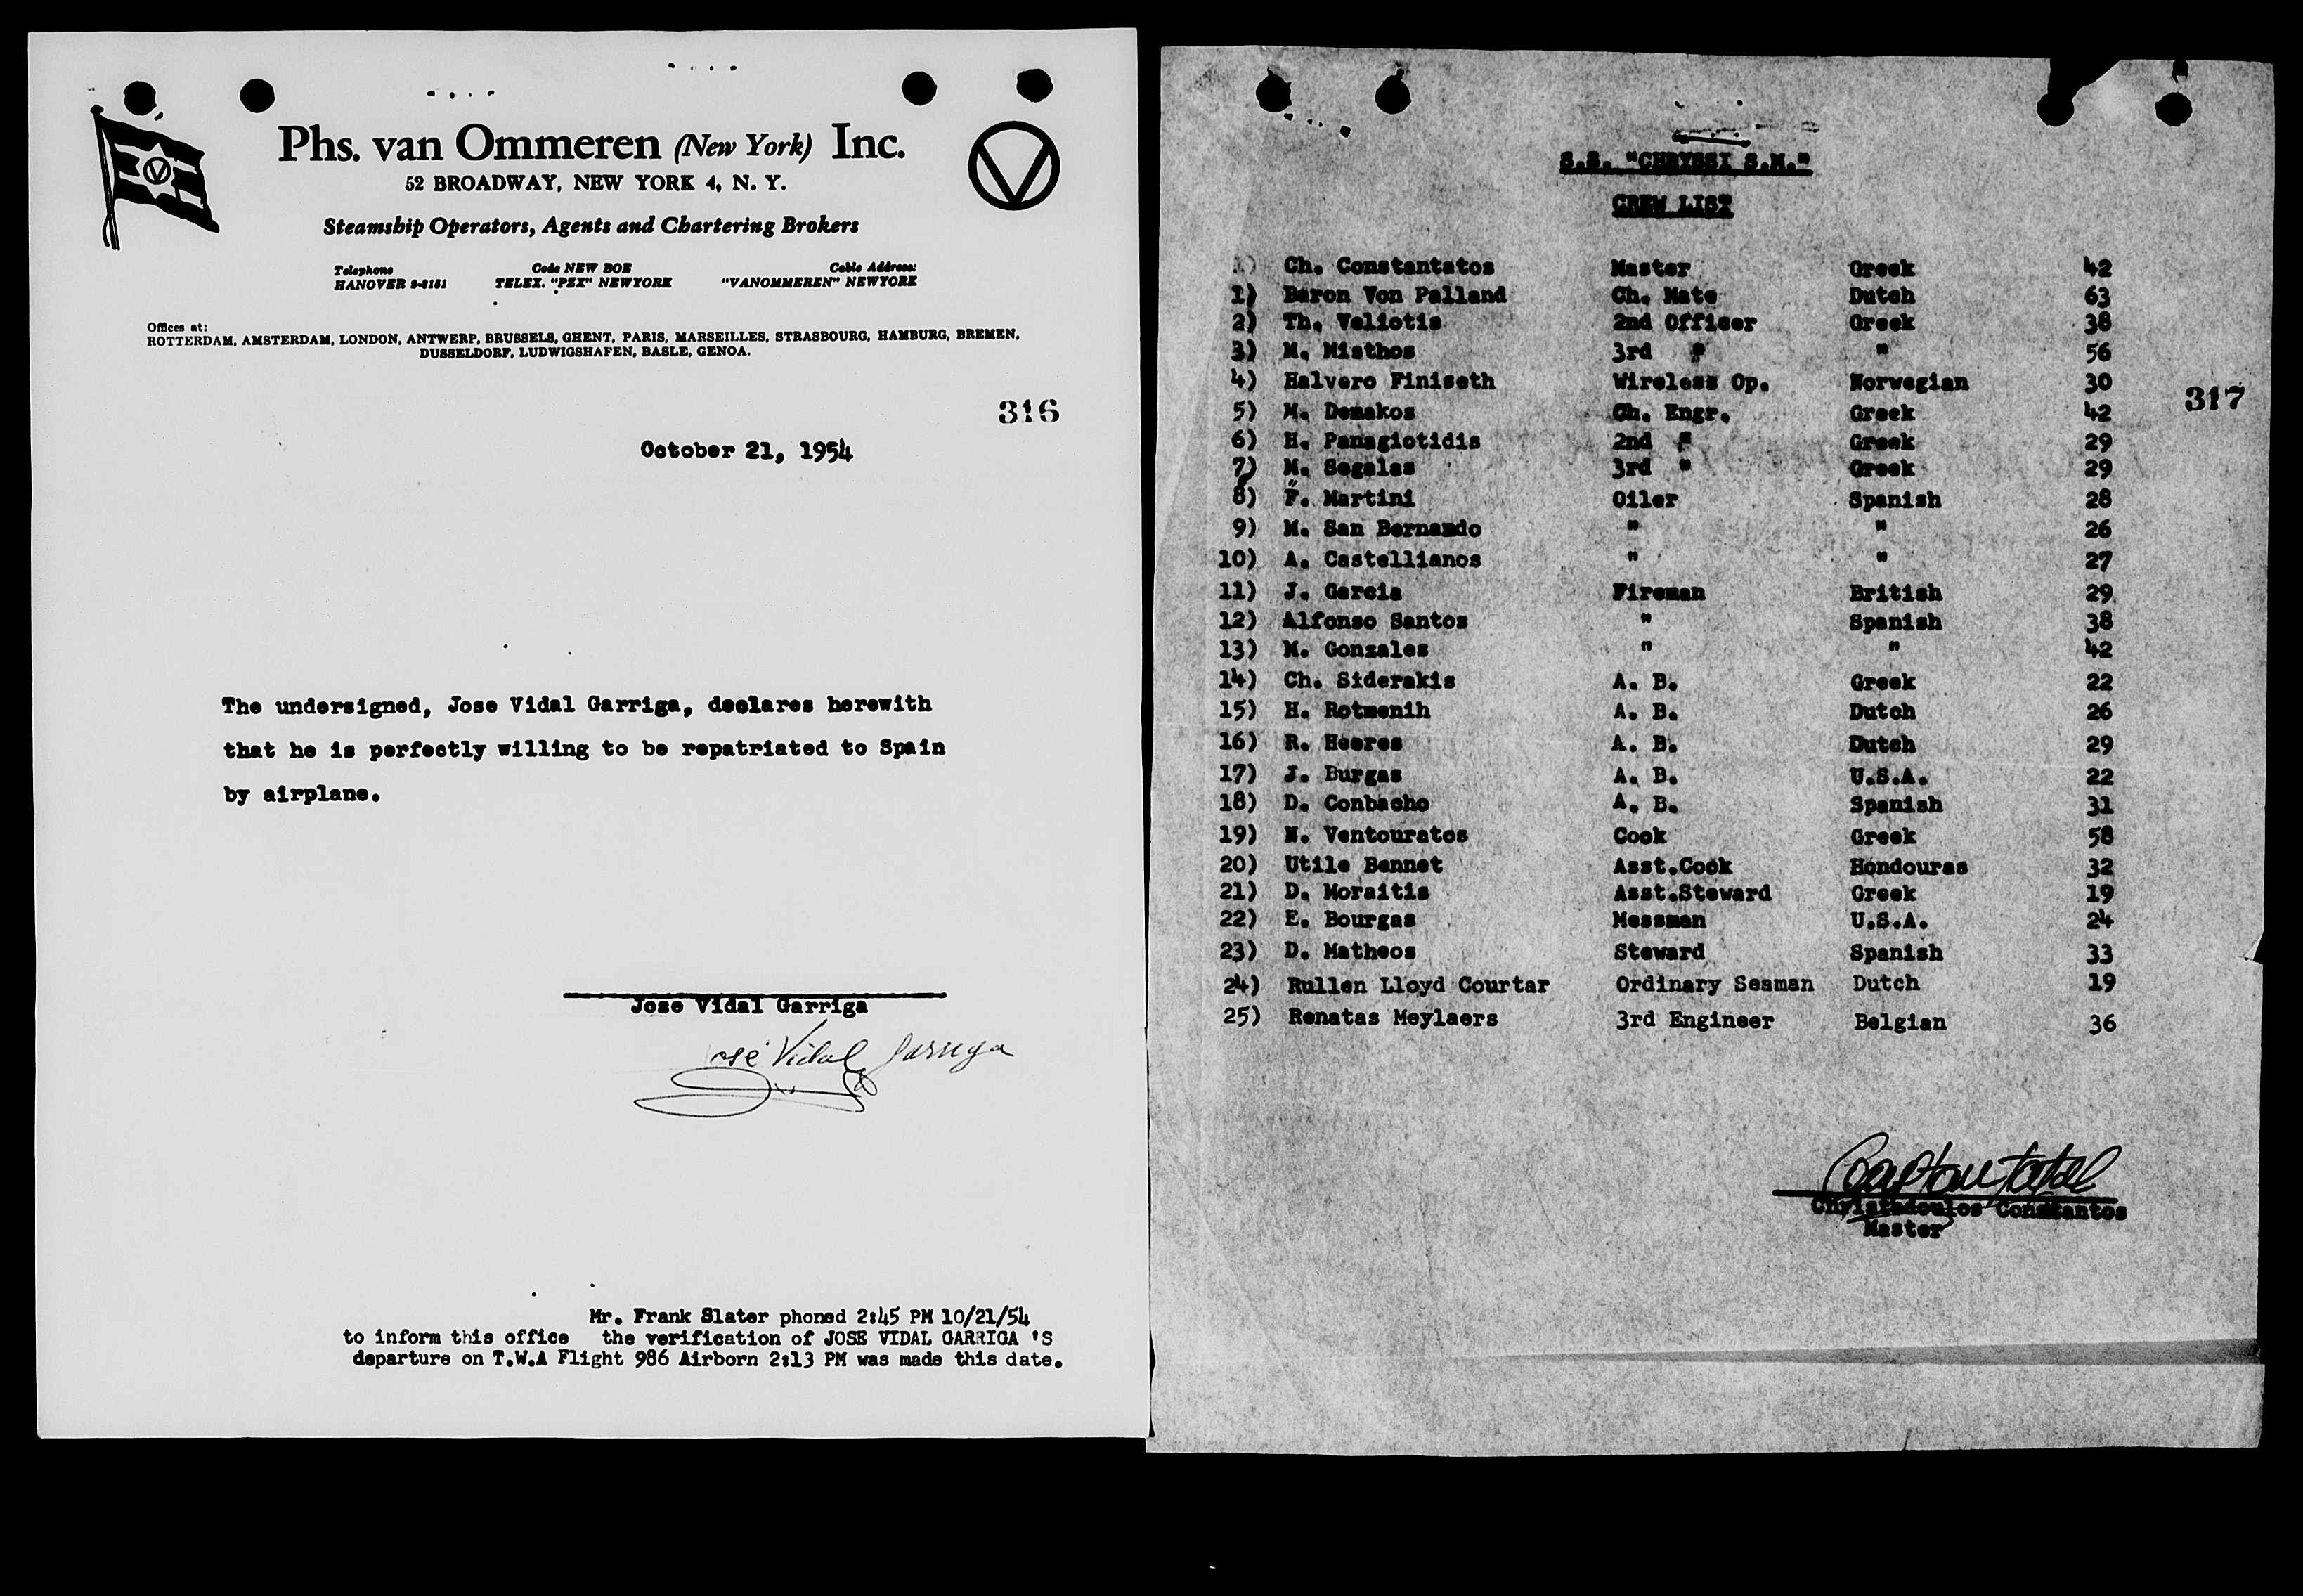 Phs. van Ommeren (New York) Inc.
52 BROADWAY, NEW YORK 4, N. Y.
Steamship Operators, Agents and Chartering Brokers
Telephone Code NEW BOE Cable Address:
HANOVER 2-8161 TELEX. "PEX" NEWYORK "VANOMMEREN" NEWYORK
Offices at:
ROTTERDAM, AMSTERDAM, LONDON, ANTWERP, BRUSSELS, GHENT, PARIS, MARSEILLES, STRASBOURG, HAMBURG, BREMEN,
DUSSELDORF, LUDWIGSHAFEN, BASLE, GENOA.
316
October 21, 1954
The undersigned, Jose Vidal Garriga, declares herewith
that he is perfectly willing to be repatriated to Spain
by airplane.
Jose Vidal Garriga
José Vidal Garriga
Mr. Frank Slater phoned 2:45 PM 10/21/54
to inform this office the verification of JOSE VIDAL GARRIGA 'S
departure on T.W.A Flight 986 Airborn 2:13 PM was made this date.
S.S. "CHRYSSI S.M."
CREW LIST
317
Ch. Constantatos Master Greek 42
1) Baron Von Palland Ch. Mate Dutch 63
2) Th. Veliotis 2nd Officer Greek 38
3) M. Misthos 3rd " " 56
4) Halvero Finiseth Wireless Op. Norwegian 30
5) M. Demakos Ch. Engr. Greek 42
6) H. Panagiotidis 2nd " Greek 29
7) M. Segalas 3rd " Greek 29
8) F. Martini Oiler Spanish 28
9) M. San Bernando " " 26
10) A. Castellianos " " 27
11) J. Garcia Fireman British 29
12) Alfonso Santos " Spanish 38
13) M. Gonzales " " 42
14) Ch. Siderakis A. B. Greek 22
15) H. Rotmenih A. B. Dutch 26
16) R. Heeres A. B. Dutch 29
17) J. Burgas A. B. U.S.A. 22
18) D. Conbacho A. B. Spanish 31
19) N. Ventouratos Cook Greek 58
20) Utile Bennet Asst.Cook Hondouras 32
21) D. Moraitis Asst.Steward Greek 19
22) E. Bourgas Messman U.S.A. 24
23) D. Matheos Steward Spanish 33
24) Rullen Lloyd Courtar Ordinary Seaman Dutch 19
25) Renatas Meylaers 3rd Engineer Belgian 36
Christodoulos Constantos
Master